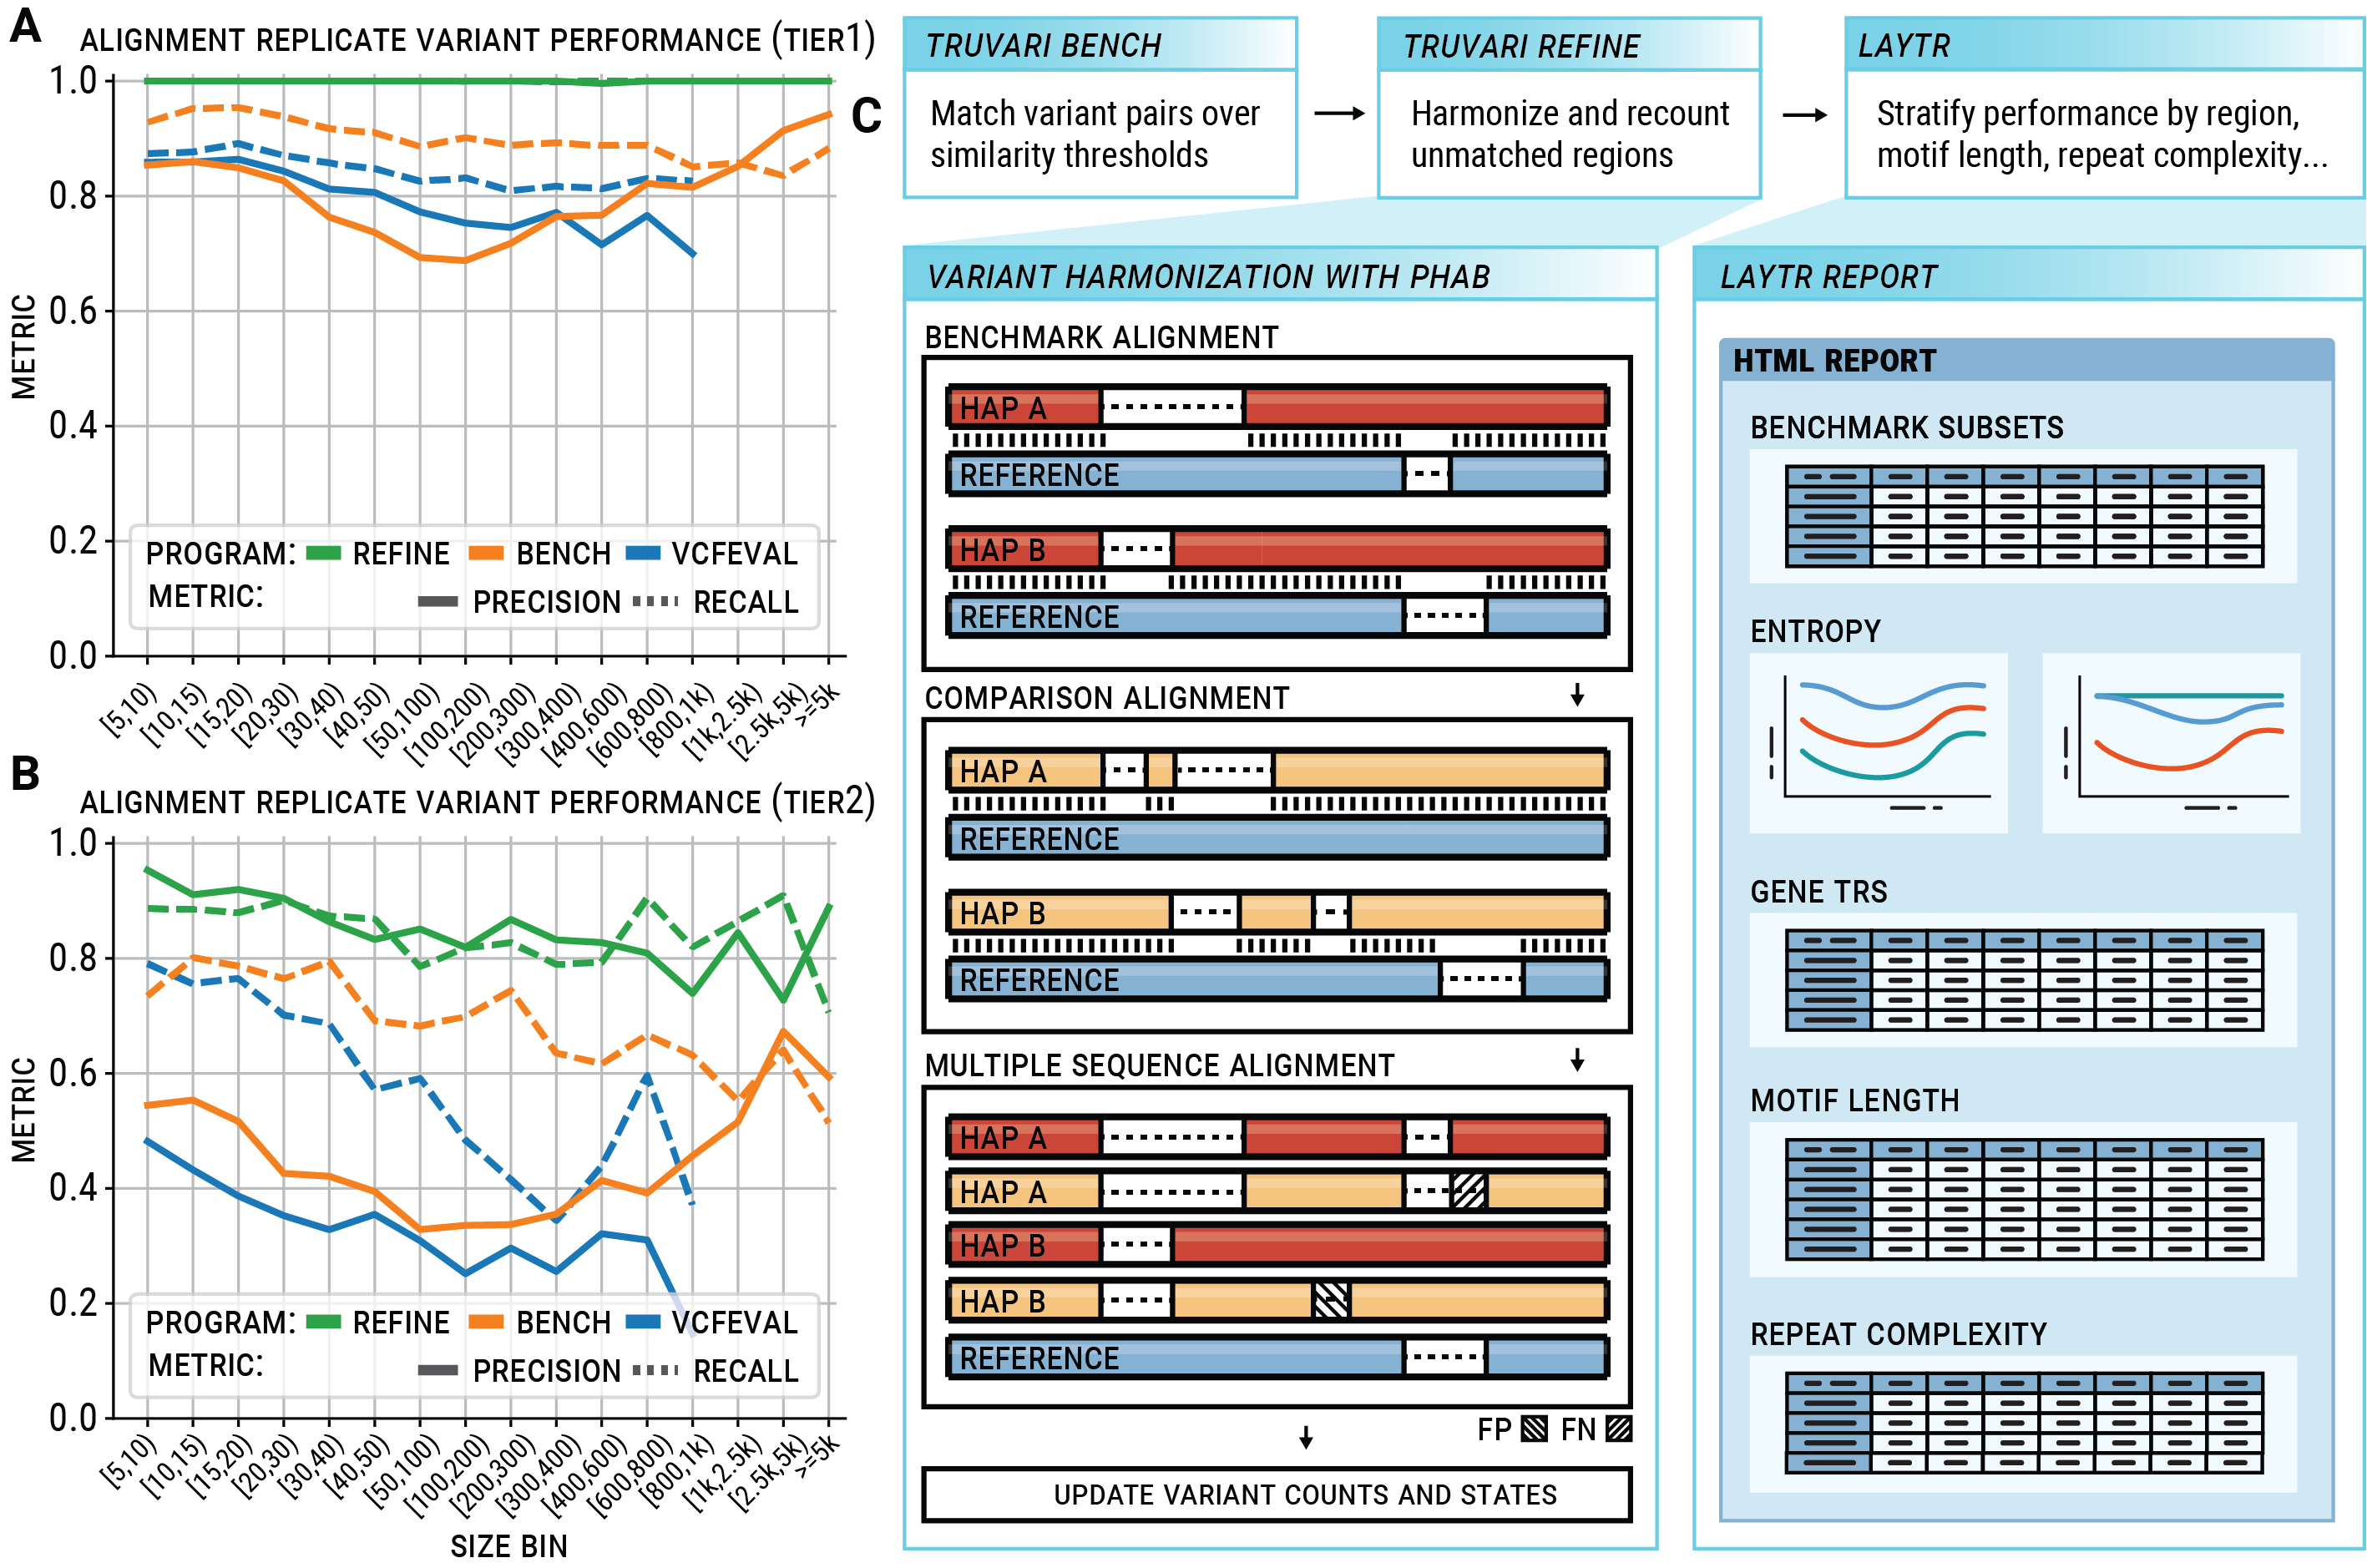 A
ALIGNMENT REPLICATE VARIANT PERFORMANCE (TIER1)
METRIC
1.0
0.8
0.6
0.4
0.2
0.0
PROGRAM: REFINE BENCH VCFEVAL
METRIC: PRECISION RECALL
[5,10)
[10,15)
[15,20)
[20,30)
[30,40)
[40,50)
[50,100)
[100,200)
[200,300)
[300,400)
[400,600)
[600,800)
[800,1k)
[1k,2.5k)
[2.5k,5k)
>=5k
B
ALIGNMENT REPLICATE VARIANT PERFORMANCE (TIER2)
METRIC
1.0
0.8
0.6
0.4
0.2
0.0
PROGRAM: REFINE BENCH VCFEVAL
METRIC: PRECISION RECALL
[5,10)
[10,15)
[15,20)
[20,30)
[30,40)
[40,50)
[50,100)
[100,200)
[200,300)
[300,400)
[400,600)
[600,800)
[800,1k)
[1k,2.5k)
[2.5k,5k)
>=5k
SIZE BIN
C
TRUVARI BENCH
Match variant pairs over
similarity thresholds
TRUVARI REFINE
Harmonize and recount
unmatched regions
LAYTR
Stratify performance by region,
motif length, repeat complexity...
VARIANT HARMONIZATION WITH PHAB
BENCHMARK ALIGNMENT
HAP A
REFERENCE
HAP B
REFERENCE
COMPARISON ALIGNMENT
HAP A
REFERENCE
HAP B
REFERENCE
MULTIPLE SEQUENCE ALIGNMENT
HAP A
HAP A
HAP B
HAP B
REFERENCE
FP FN
UPDATE VARIANT COUNTS AND STATES
LAYTR REPORT
HTML REPORT
BENCHMARK SUBSETS
ENTROPY
GENE TRS
MOTIF LENGTH
REPEAT COMPLEXITY